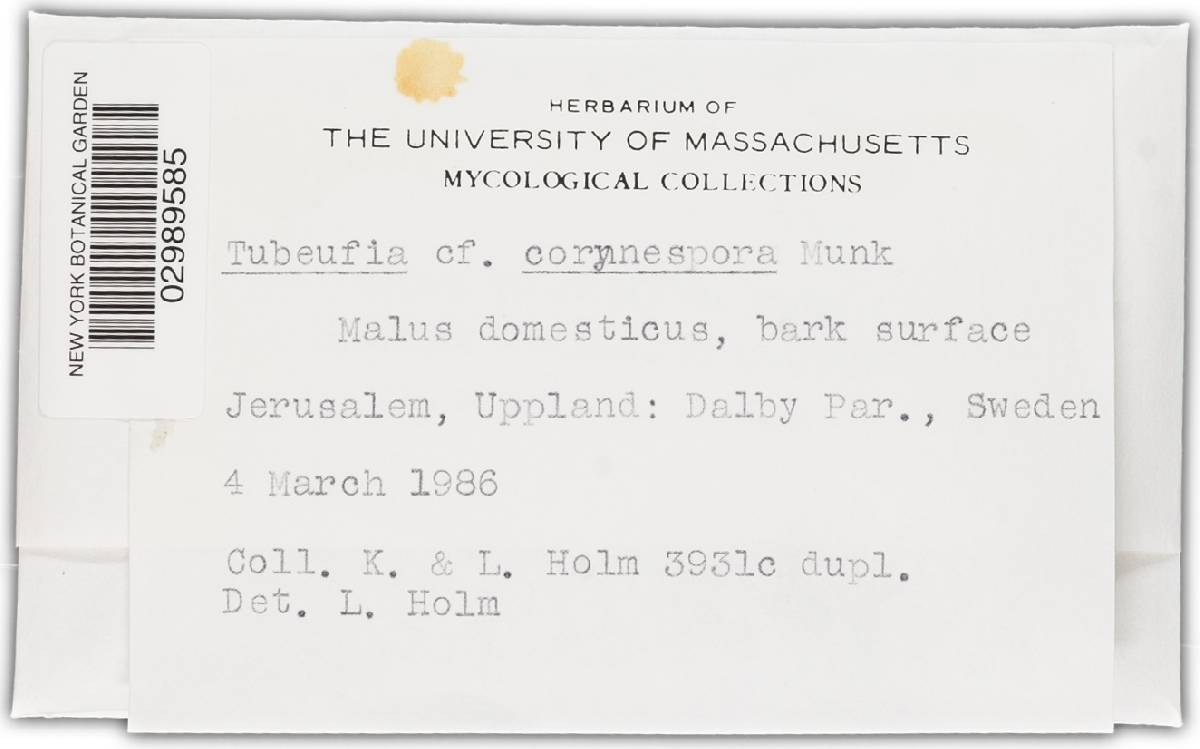 NEW YORK BOTANICAL GARDEN
02989585
HERBARIUM OF
THE UNIVERSITY OF MASSACHUSETTS
MYCOLOGICAL COLLECTIONS
Tubeufia cf. corynespora Munk
Malus domesticus, bark surface
Jerusalem, Uppland: Dalby Par., Sweden
4 March 1986
Coll. K. & L. Holm 3931c dupl.
Det. L. Holm